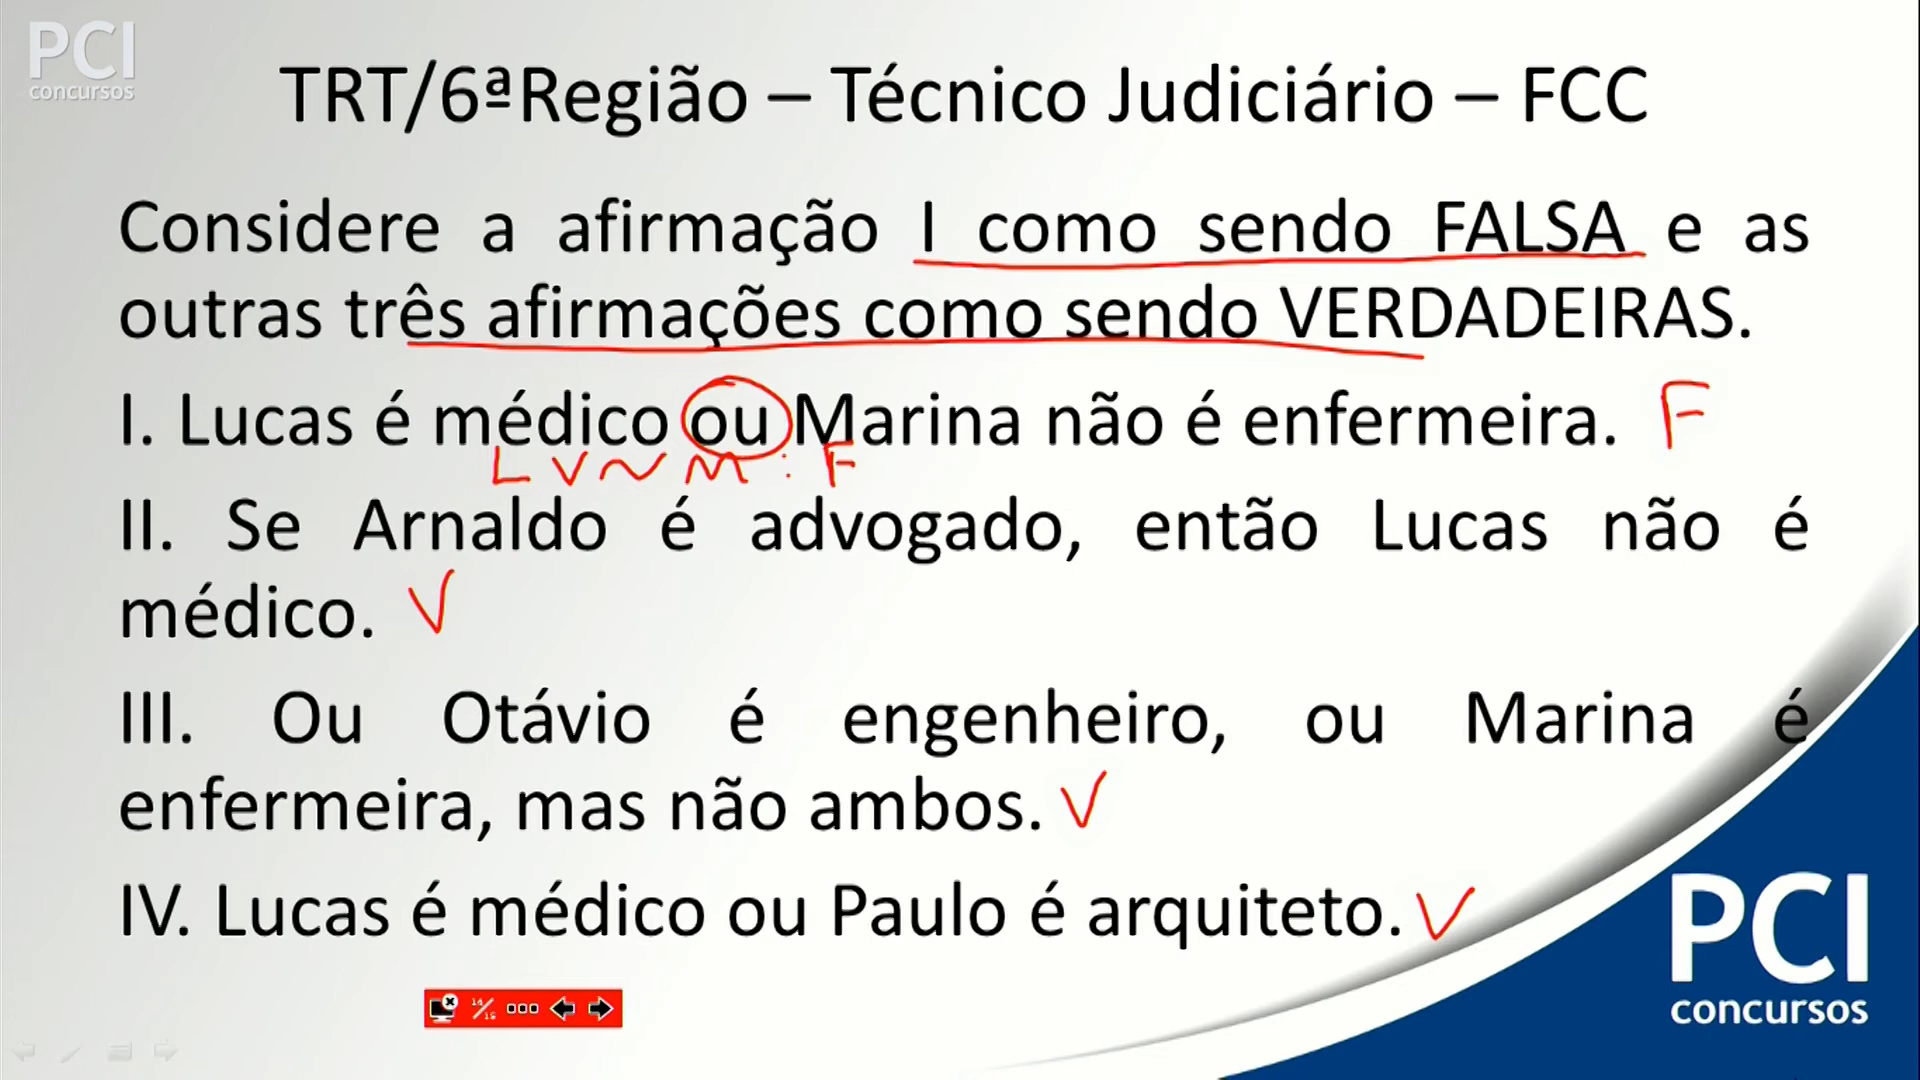 PCI
concursos
TRT/6ªRegião – Técnico Judiciário – FCC
Considere a afirmação I como sendo FALSA e as
outras três afirmações como sendo VERDADEIRAS.
I. Lucas é médico ou Marina não é enfermeira. F
L V ~ M : F
II. Se Arnaldo é advogado, então Lucas não é
médico. V
III. Ou Otávio é engenheiro, ou Marina é
enfermeira, mas não ambos. V
IV. Lucas é médico ou Paulo é arquiteto. V
14/15
PCI
concursos